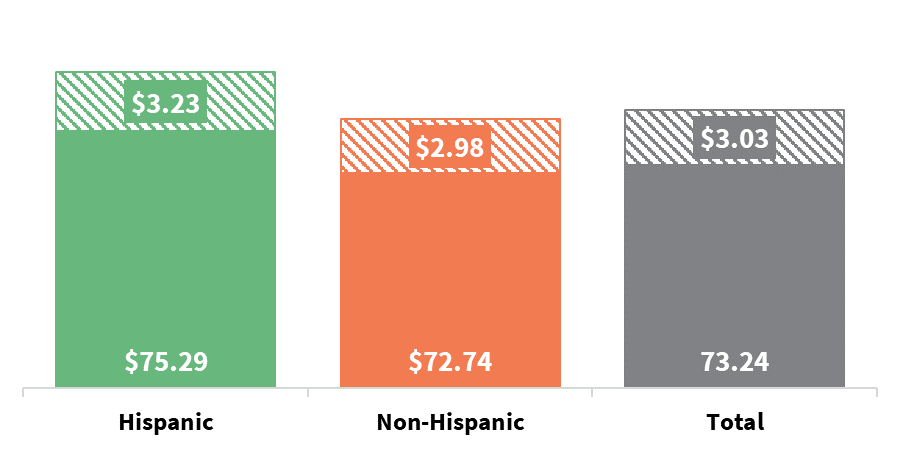 $3.23
$2.98
$3.03
$75.29
$72.74
73.24
Hispanic
Non-Hispanic
Total